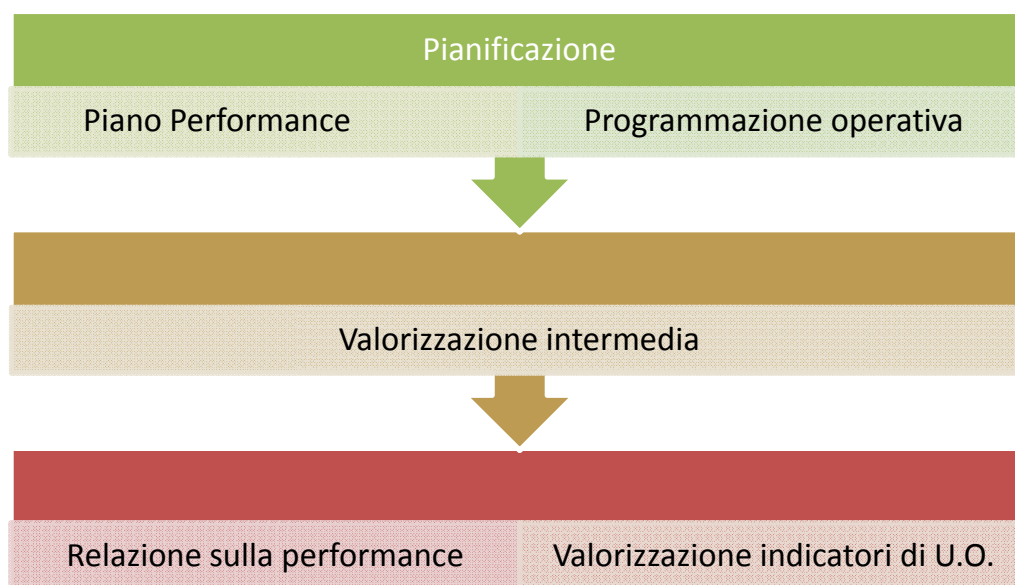 Pianificazione
Piano Performance
Programmazione operativa
Valorizzazione intermedia
Relazione sulla performance
Valorizzazione indicatori di U.O.